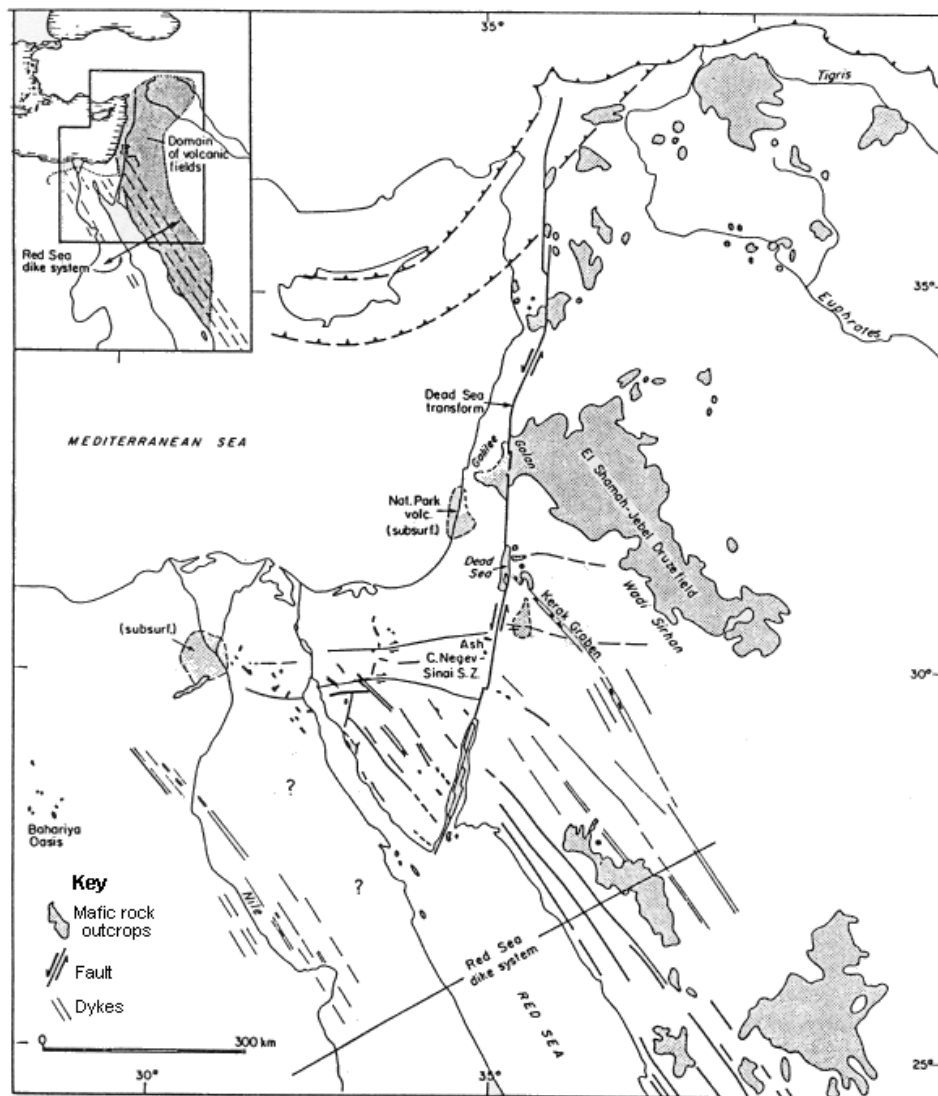 35°
Tigris
Domain
of volcanic
fields
Red Sea
dike system
35°
Euphrates
Dead Sea
transform
MEDITERRANEAN SEA
Galilee
Golan
El Shamah-Jebel Druzefield
Nat. Park
volc.
(subsurf.)
Dead
Sea
Wadi Sirhan
Kerak Graben
(subsurf.)
Ash
C. Negev-
Sinai S.Z.
30°
?
Bahariya
Oasis
?
Key
Mafic rock
outcrops
Nile
Fault
Red Sea
dike system
Dykes
RED SEA
0
300 km
30°
35°
25°